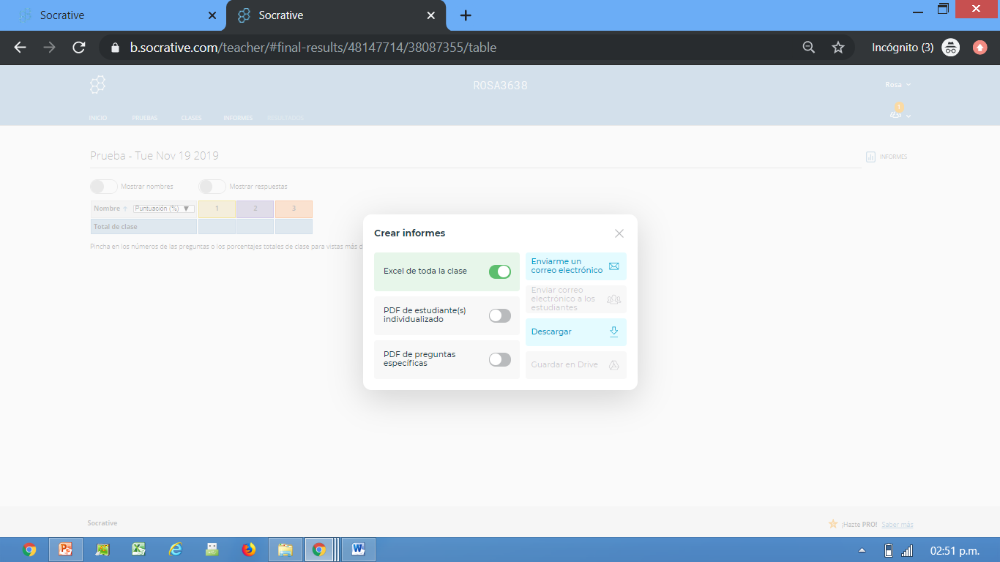 Socrative
Socrative
b.socrative.com/teacher/#final-results/48147714/38087355/table
Incógnito (3)
ROSA3638
Rosa
INICIO PRUEBAS CLASES INFORMES RESULTADOS
1
Prueba - Tue Nov 19 2019
INFORMES
Mostrar nombres Mostrar respuestas
Nombre Puntuación (%) 1 2 3
Total de clase
Pincha en los números de las preguntas o los porcentajes totales de clase para vistas más d
Crear informes
Excel de toda la clase
PDF de estudiante(s)
individualizado
PDF de preguntas
específicas
Enviarme un
correo electrónico
Enviar correo
electrónico a los
estudiantes
Descargar
Guardar en Drive
Socrative
¡Hazte PRO! Saber más
02:51 p.m.